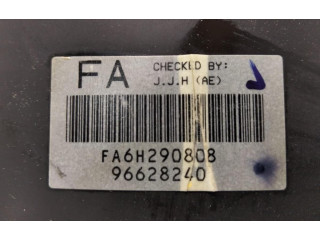 FA CHECKED BY:
J.J.H (AE)
FA6H290808
96628240